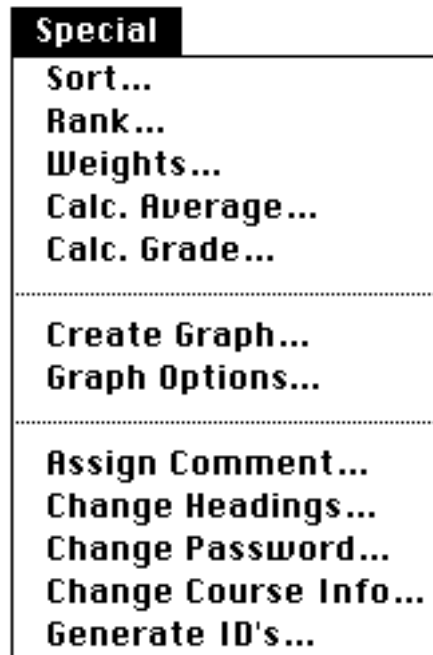 Special
Sort...
Rank...
Weights...
Calc. Average...
Calc. Grade...
Create Graph...
Graph Options...
Assign Comment...
Change Headings...
Change Password...
Change Course Info...
Generate ID's...